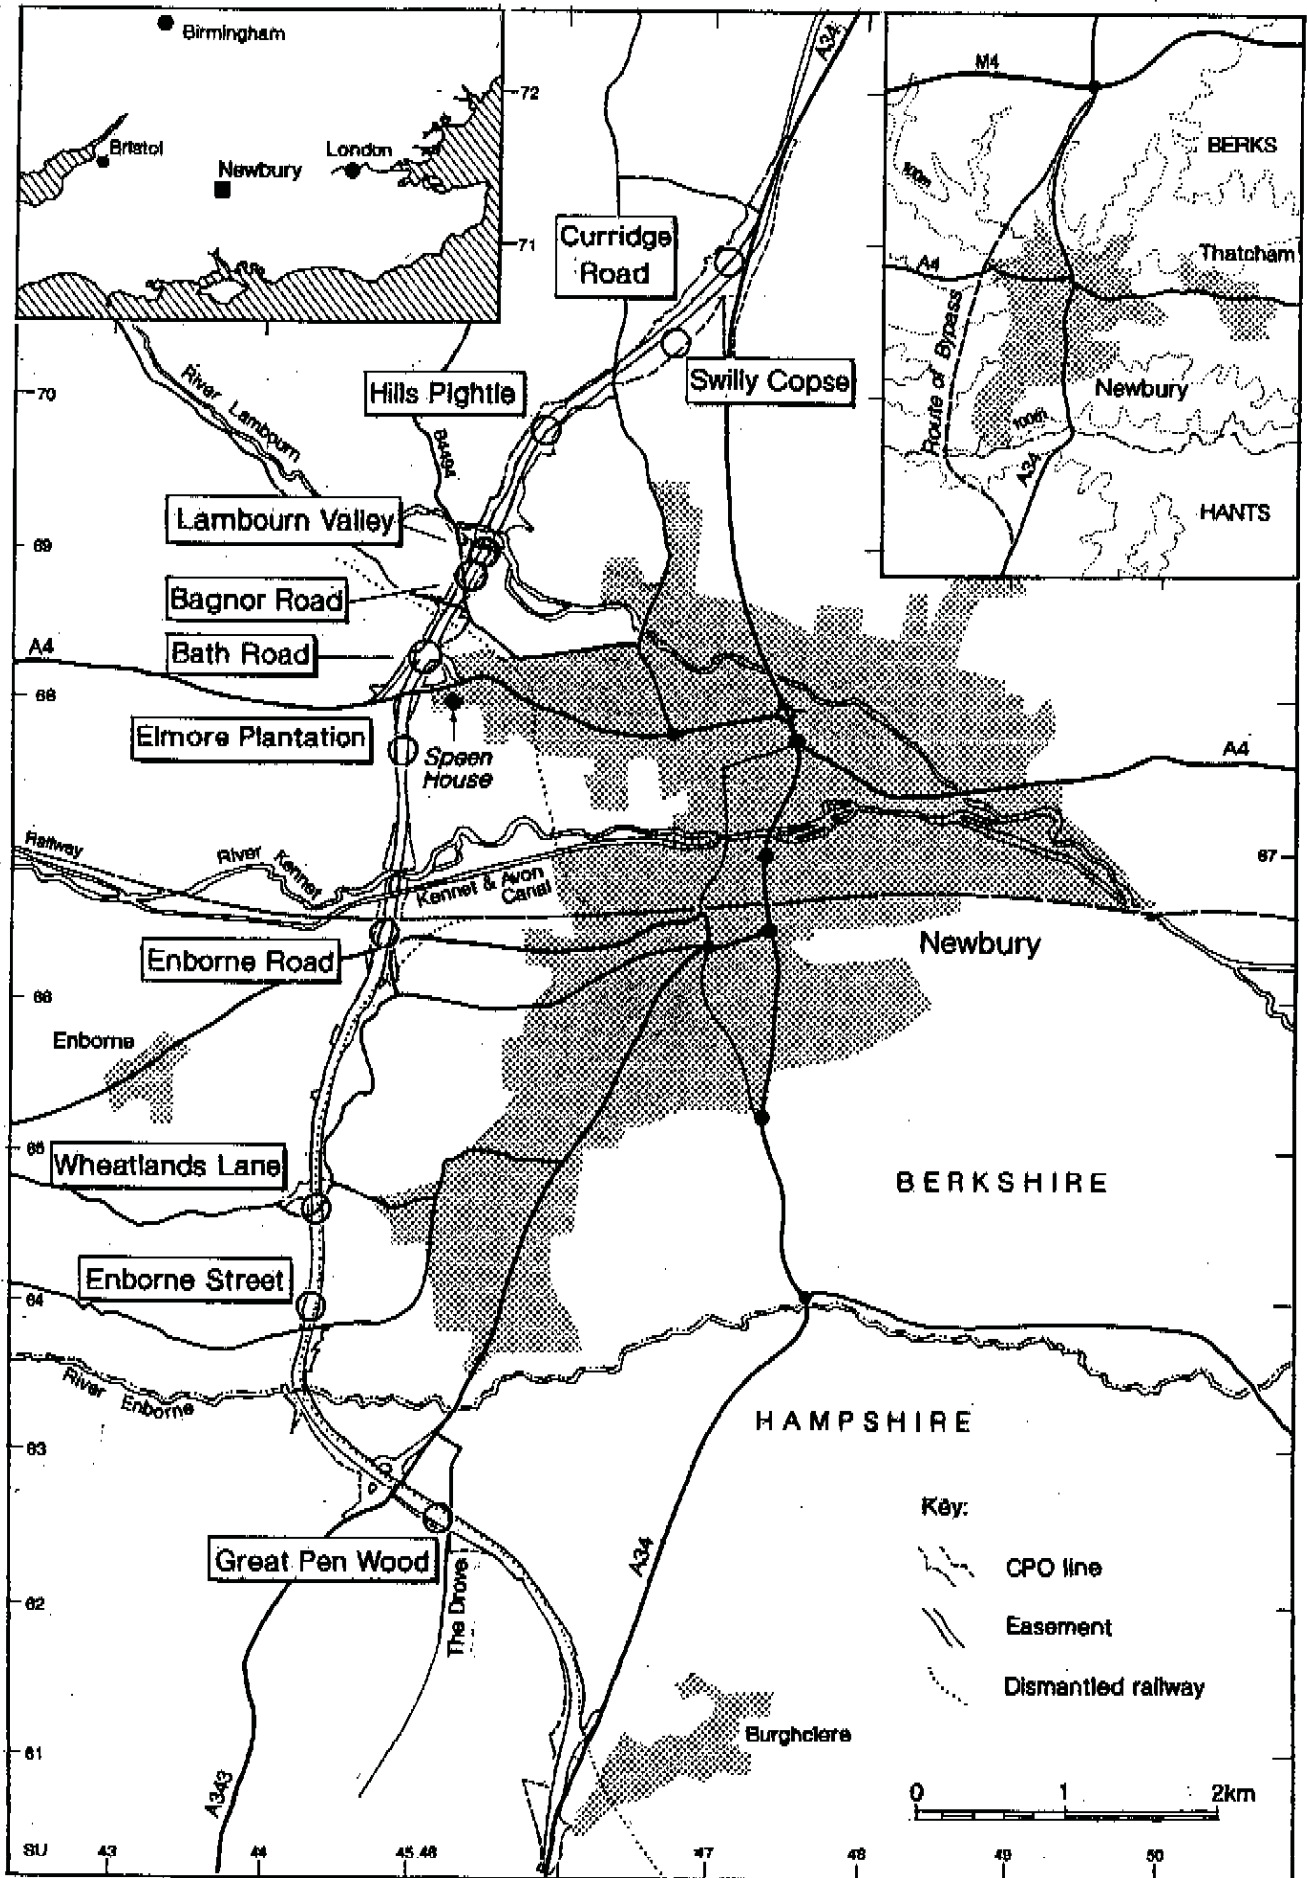 Birmingham
Bristol
Newbury
London
A34
M4
BERKS
100m
Thatcham
A4
Route of Bypass
Newbury
100m
A34
HANTS
72
71
Curridge
Road
70
River Lambourn
Hills Pightle
Swilly Copse
B4494
Lambourn Valley
69
Bagnor Road
Bath Road
A4
68
Elmore Plantation
Speen
House
A4
Railway
River Kennet
67
Kennet & Avon
Canal
Enborne Road
Newbury
66
Enborne
65
Wheatlands Lane
BERKSHIRE
Enborne Street
64
River Enborne
HAMPSHIRE
63
Key:
Great Pen Wood
A34
CPO line
62
The Drove
Easement
Dismantled railway
Burghclere
61
A343
0 1 2km
SU 43 44 45 46 47 48 49 50